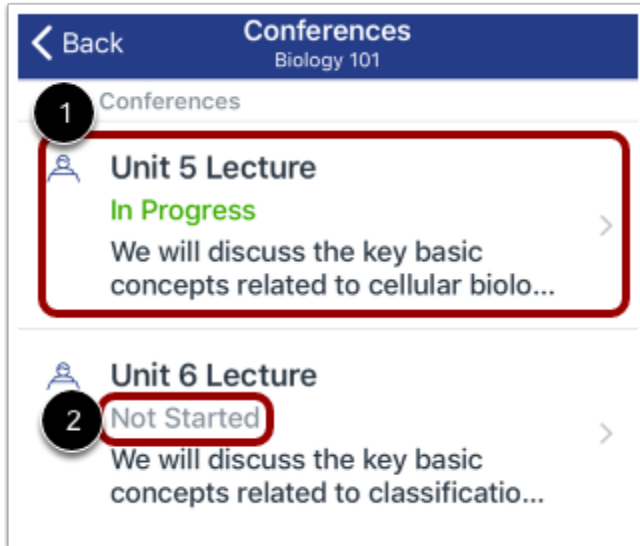 Back
Conferences
Biology 101
1
Conferences
Unit 5 Lecture
In Progress
We will discuss the key basic
concepts related to cellular biolo...
Unit 6 Lecture
2
Not Started
We will discuss the key basic
concepts related to classificatio...